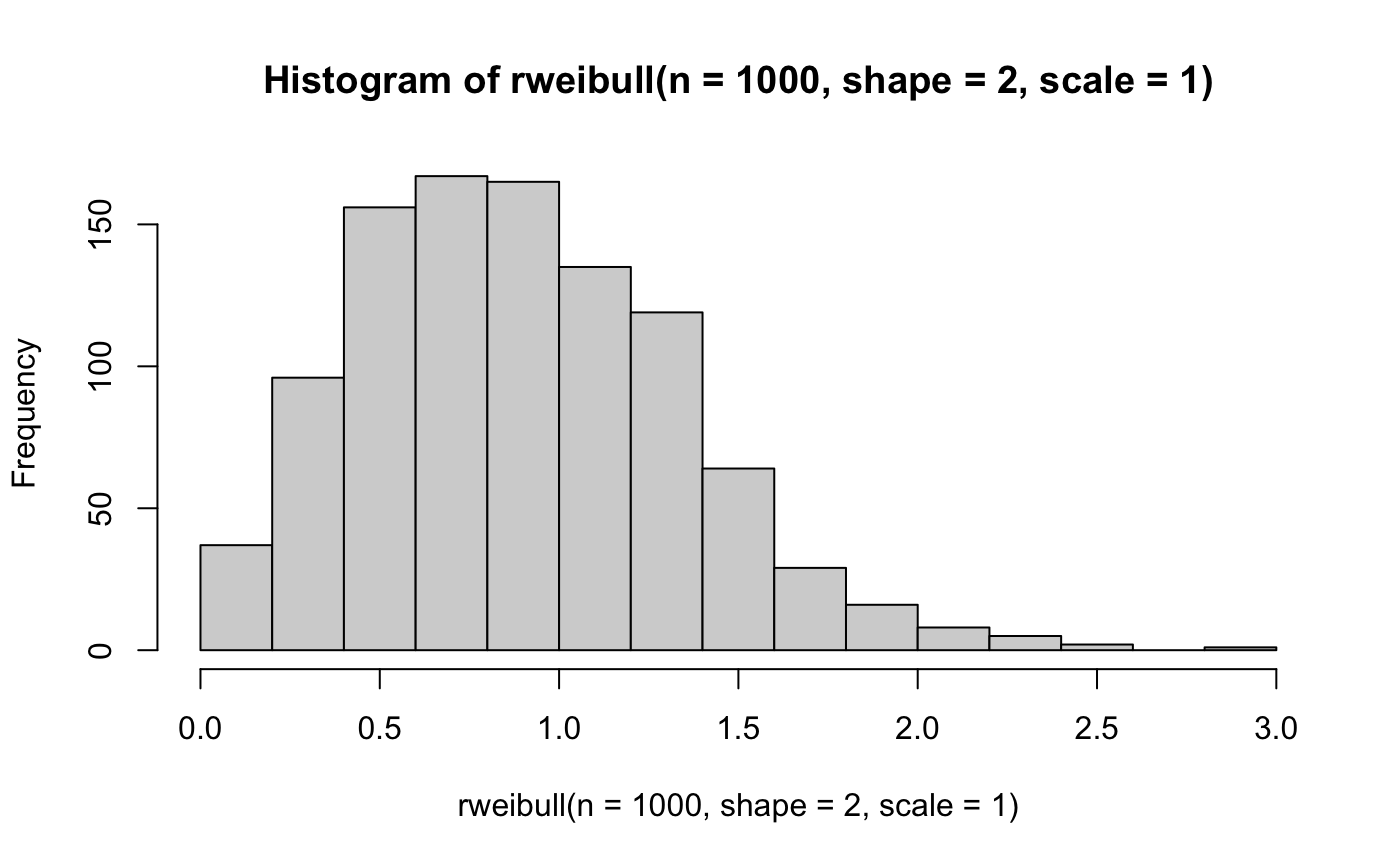 Histogram of rweibull(n = 1000, shape = 2, scale = 1)
150
100
50
0
Frequency
0.0 0.5 1.0 1.5 2.0 2.5 3.0
rweibull(n = 1000, shape = 2, scale = 1)